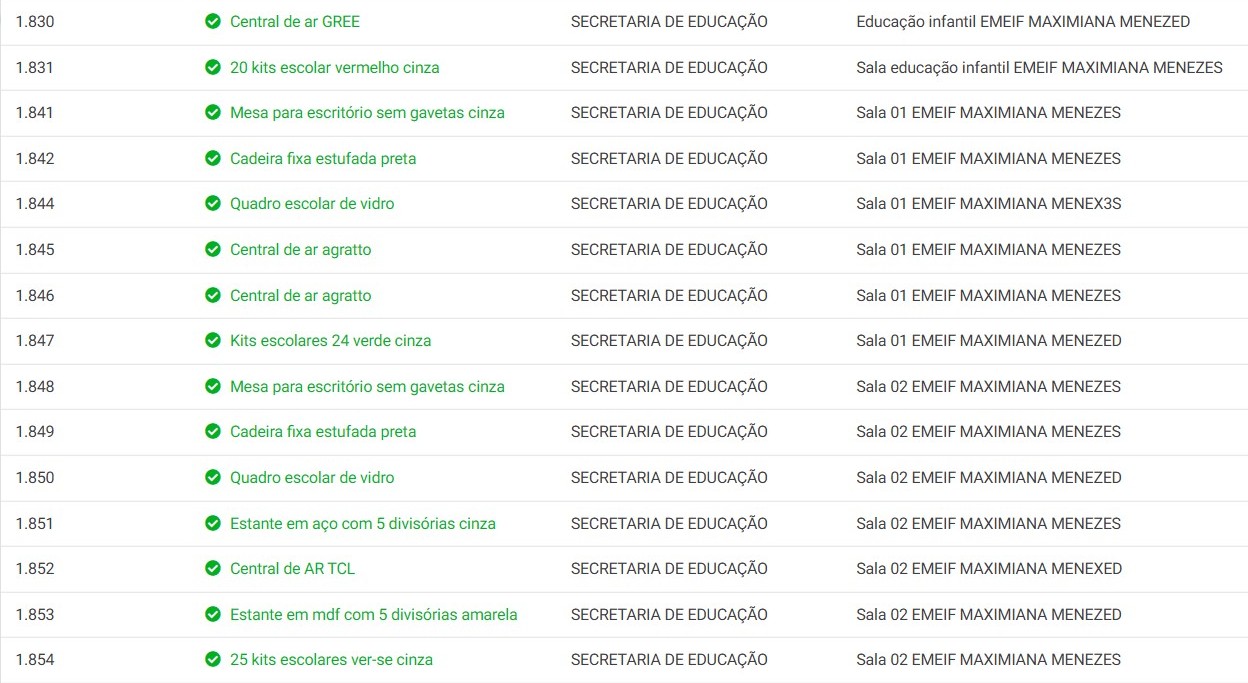 1.830 Central de ar GREE SECRETARIA DE EDUCAÇÃO Educação infantil EMEIF MAXIMIANA MENEZED
1.831 20 kits escolar vermelho cinza SECRETARIA DE EDUCAÇÃO Sala educação infantil EMEIF MAXIMIANA MENEZES
1.841 Mesa para escritório sem gavetas cinza SECRETARIA DE EDUCAÇÃO Sala 01 EMEIF MAXIMIANA MENEZES
1.842 Cadeira fixa estufada preta SECRETARIA DE EDUCAÇÃO Sala 01 EMEIF MAXIMIANA MENEZES
1.844 Quadro escolar de vidro SECRETARIA DE EDUCAÇÃO Sala 01 EMEIF MAXIMIANA MENEX3S
1.845 Central de ar agratto SECRETARIA DE EDUCAÇÃO Sala 01 EMEIF MAXIMIANA MENEZES
1.846 Central de ar agratto SECRETARIA DE EDUCAÇÃO Sala 01 EMEIF MAXIMIANA MENEZES
1.847 Kits escolares 24 verde cinza SECRETARIA DE EDUCAÇÃO Sala 01 EMEIF MAXIMIANA MENEZED
1.848 Mesa para escritório sem gavetas cinza SECRETARIA DE EDUCAÇÃO Sala 02 EMEIF MAXIMIANA MENEZES
1.849 Cadeira fixa estufada preta SECRETARIA DE EDUCAÇÃO Sala 02 EMEIF MAXIMIANA MENEZES
1.850 Quadro escolar de vidro SECRETARIA DE EDUCAÇÃO Sala 02 EMEIF MAXIMIANA MENEZED
1.851 Estante em aço com 5 divisórias cinza SECRETARIA DE EDUCAÇÃO Sala 02 EMEIF MAXIMIANA MENEZES
1.852 Central de AR TCL SECRETARIA DE EDUCAÇÃO Sala 02 EMEIF MAXIMIANA MENEXED
1.853 Estante em mdf com 5 divisórias amarela SECRETARIA DE EDUCAÇÃO Sala 02 EMEIF MAXIMIANA MENEZED
1.854 25 kits escolares ver-se cinza SECRETARIA DE EDUCAÇÃO Sala 02 EMEIF MAXIMIANA MENEZES